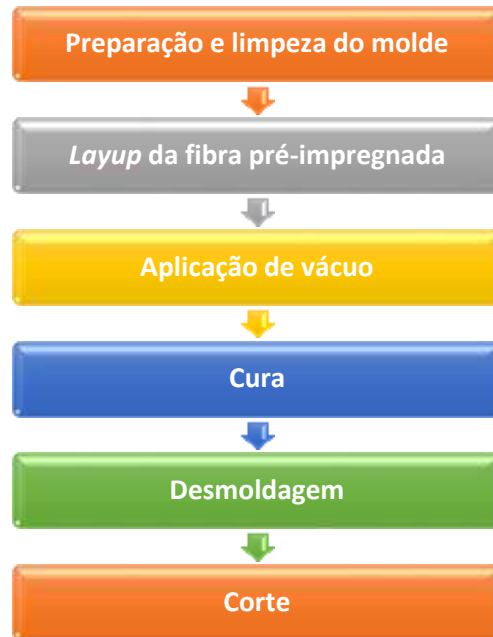 Preparação e limpeza do molde
Layup da fibra pré-impregnada
Aplicação de vácuo
Cura
Desmoldagem
Corte